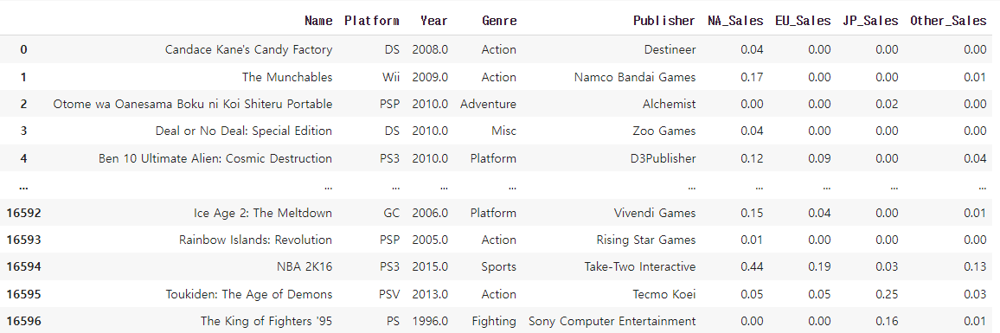 Name Platform Year Genre Publisher NA_Sales EU_Sales JP_Sales Other_Sales
0 Candace Kane's Candy Factory DS 2008.0 Action Destineer 0.04 0.00 0.00 0.00
1 The Munchables Wii 2009.0 Action Namco Bandai Games 0.17 0.00 0.00 0.01
2 Otome wa Oanesama Boku ni Koi Shiteru Portable PSP 2010.0 Adventure Alchemist 0.00 0.00 0.02 0.00
3 Deal or No Deal: Special Edition DS 2010.0 Misc Zoo Games 0.04 0.00 0.00 0.00
4 Ben 10 Ultimate Alien: Cosmic Destruction PS3 2010.0 Platform D3Publisher 0.12 0.09 0.00 0.04
... ... ... ... ... ... ... ... ... ...
16592 Ice Age 2: The Meltdown GC 2006.0 Platform Vivendi Games 0.15 0.04 0.00 0.01
16593 Rainbow Islands: Revolution PSP 2005.0 Action Rising Star Games 0.01 0.00 0.00 0.00
16594 NBA 2K16 PS3 2015.0 Sports Take-Two Interactive 0.44 0.19 0.03 0.13
16595 Toukiden: The Age of Demons PSV 2013.0 Action Tecmo Koei 0.05 0.05 0.25 0.03
16596 The King of Fighters '95 PS 1996.0 Fighting Sony Computer Entertainment 0.00 0.00 0.16 0.01